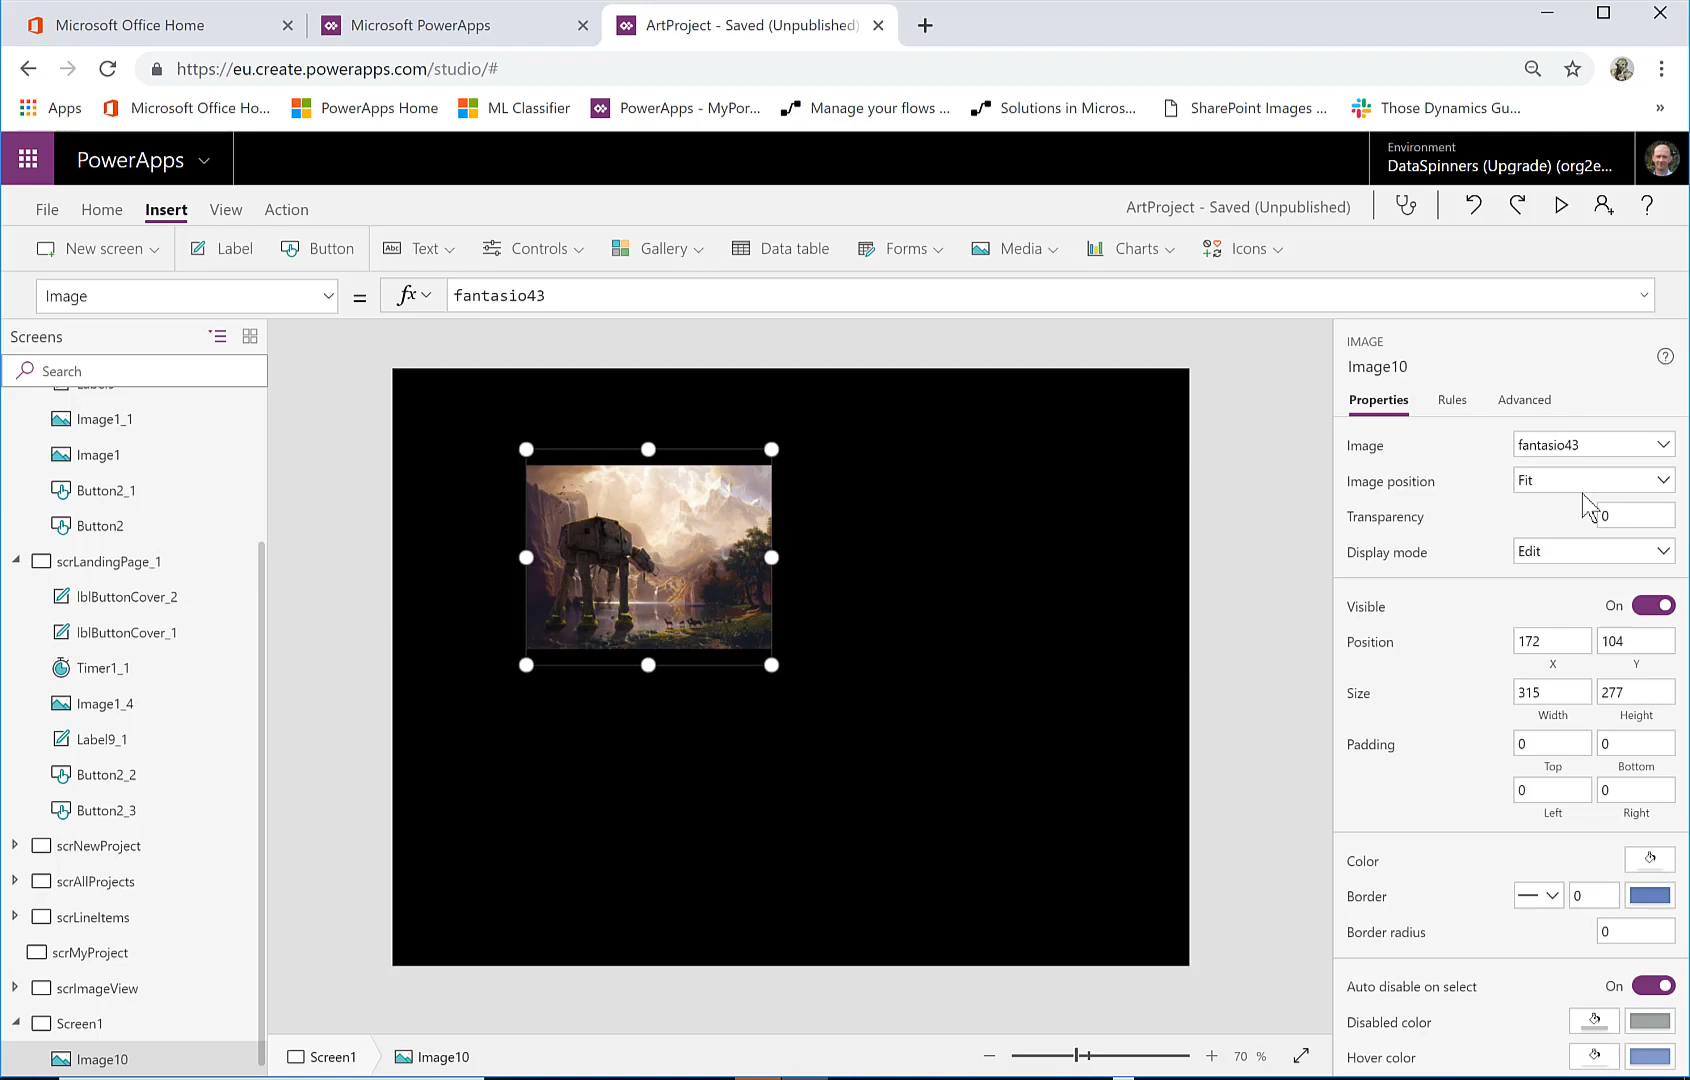 Microsoft Office Home
Microsoft PowerApps
ArtProject - Saved (Unpublished)
https://eu.create.powerapps.com/studio/#
Apps
Microsoft Office Ho...
PowerApps Home
ML Classifier
PowerApps - MyPor...
Manage your flows ...
Solutions in Micros...
SharePoint Images ...
Those Dynamics Gu...
»
PowerApps
Environment
DataSpinners (Upgrade) (org2e...
File
Home
Insert
View
Action
ArtProject - Saved (Unpublished)
New screen
Label
Button
Abc
Text
Controls
Gallery
Data table
Forms
Media
Charts
Icons
Image
=
fx
fantasio43
Screens
Search
Image1_1
Image1
Button2_1
Button2
scrLandingPage_1
lblButtonCover_2
lblButtonCover_1
Timer1_1
Image1_4
Label9_1
Button2_2
Button2_3
scrNewProject
scrAllProjects
scrLineItems
scrMyProject
scrImageView
Screen1
Image10
IMAGE
Image10
Properties
Rules
Advanced
Image
fantasio43
Image position
Fit
Transparency
0
Display mode
Edit
Visible
On
Position
172
104
X
Y
Size
315
277
Width
Height
Padding
0
0
Top
Bottom
0
0
Left
Right
Color
Border
0
Border radius
0
Auto disable on select
On
Disabled color
Hover color
Screen1
Image10
70 %